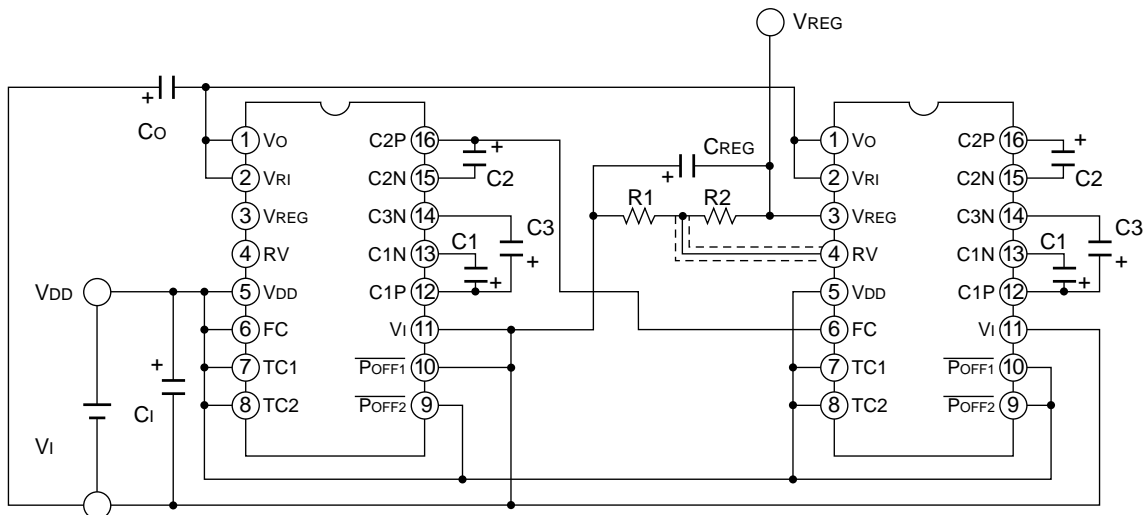 VREG
+
CO
1 VO
2 VRI
3 VREG
4 RV
5 VDD
6 FC
7 TC1
8 TC2
C2P 16
C2N 15
C3N 14
C1N 13
C1P 12
VI 11
POFF1 10
POFF2 9
+
C2
C3
+
C1
+
VDD
+
CI
VI
CREG
+
R1
R2
1 VO
2 VRI
3 VREG
4 RV
5 VDD
6 FC
7 TC1
8 TC2
C2P 16
C2N 15
C3N 14
C1N 13
C1P 12
VI 11
POFF1 10
POFF2 9
+
C2
C3
+
C1
+